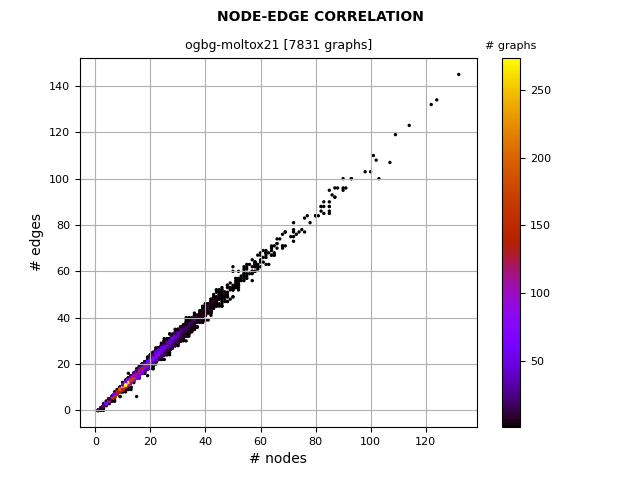 NODE-EDGE CORRELATION
ogbg-moltox21 [7831 graphs]
# graphs
140
120
100
80
60
40
20
0
# edges
0 20 40 60 80 100 120
# nodes
250
200
150
100
50